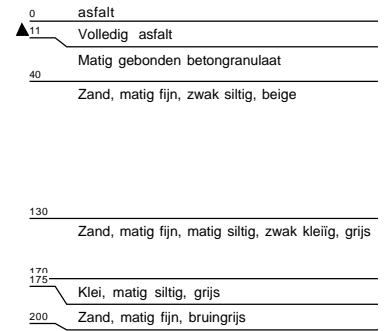 0 asfalt
11 Volledig asfalt
Matig gebonden betongranulaat
40
Zand, matig fijn, zwak siltig, beige
130
Zand, matig fijn, matig siltig, zwak kleiïg, grijs
170
175
Klei, matig siltig, grijs
200 Zand, matig fijn, bruingrijs